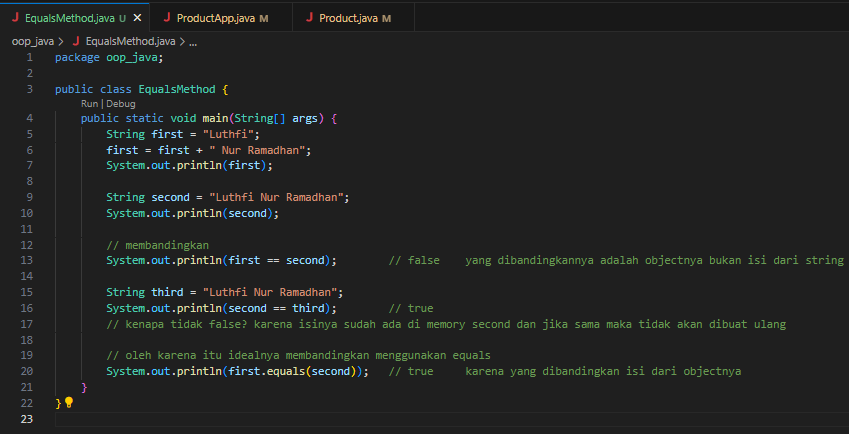 EqualsMethod.java U ProductApp.java M Product.java M
oop_java > EqualsMethod.java > ...
1 package oop_java;
2
3 public class EqualsMethod {
Run | Debug
4 public static void main(String[] args) {
5 String first = "Luthfi";
6 first = first + " Nur Ramadhan";
7 System.out.println(first);
8
9 String second = "Luthfi Nur Ramadhan";
10 System.out.println(second);
11
12 // membandingkan
13 System.out.println(first == second); // false yang dibandingkannya adalah objectnya bukan isi dari string
14
15 String third = "Luthfi Nur Ramadhan";
16 System.out.println(second == third); // true
17 // kenapa tidak false? karena isinya sudah ada di memory second dan jika sama maka tidak akan dibuat ulang
18
19 // oleh karena itu idealnya membandingkan menggunakan equals
20 System.out.println(first.equals(second)); // true karena yang dibandingkan isi dari objectnya
21 }
22 }
23